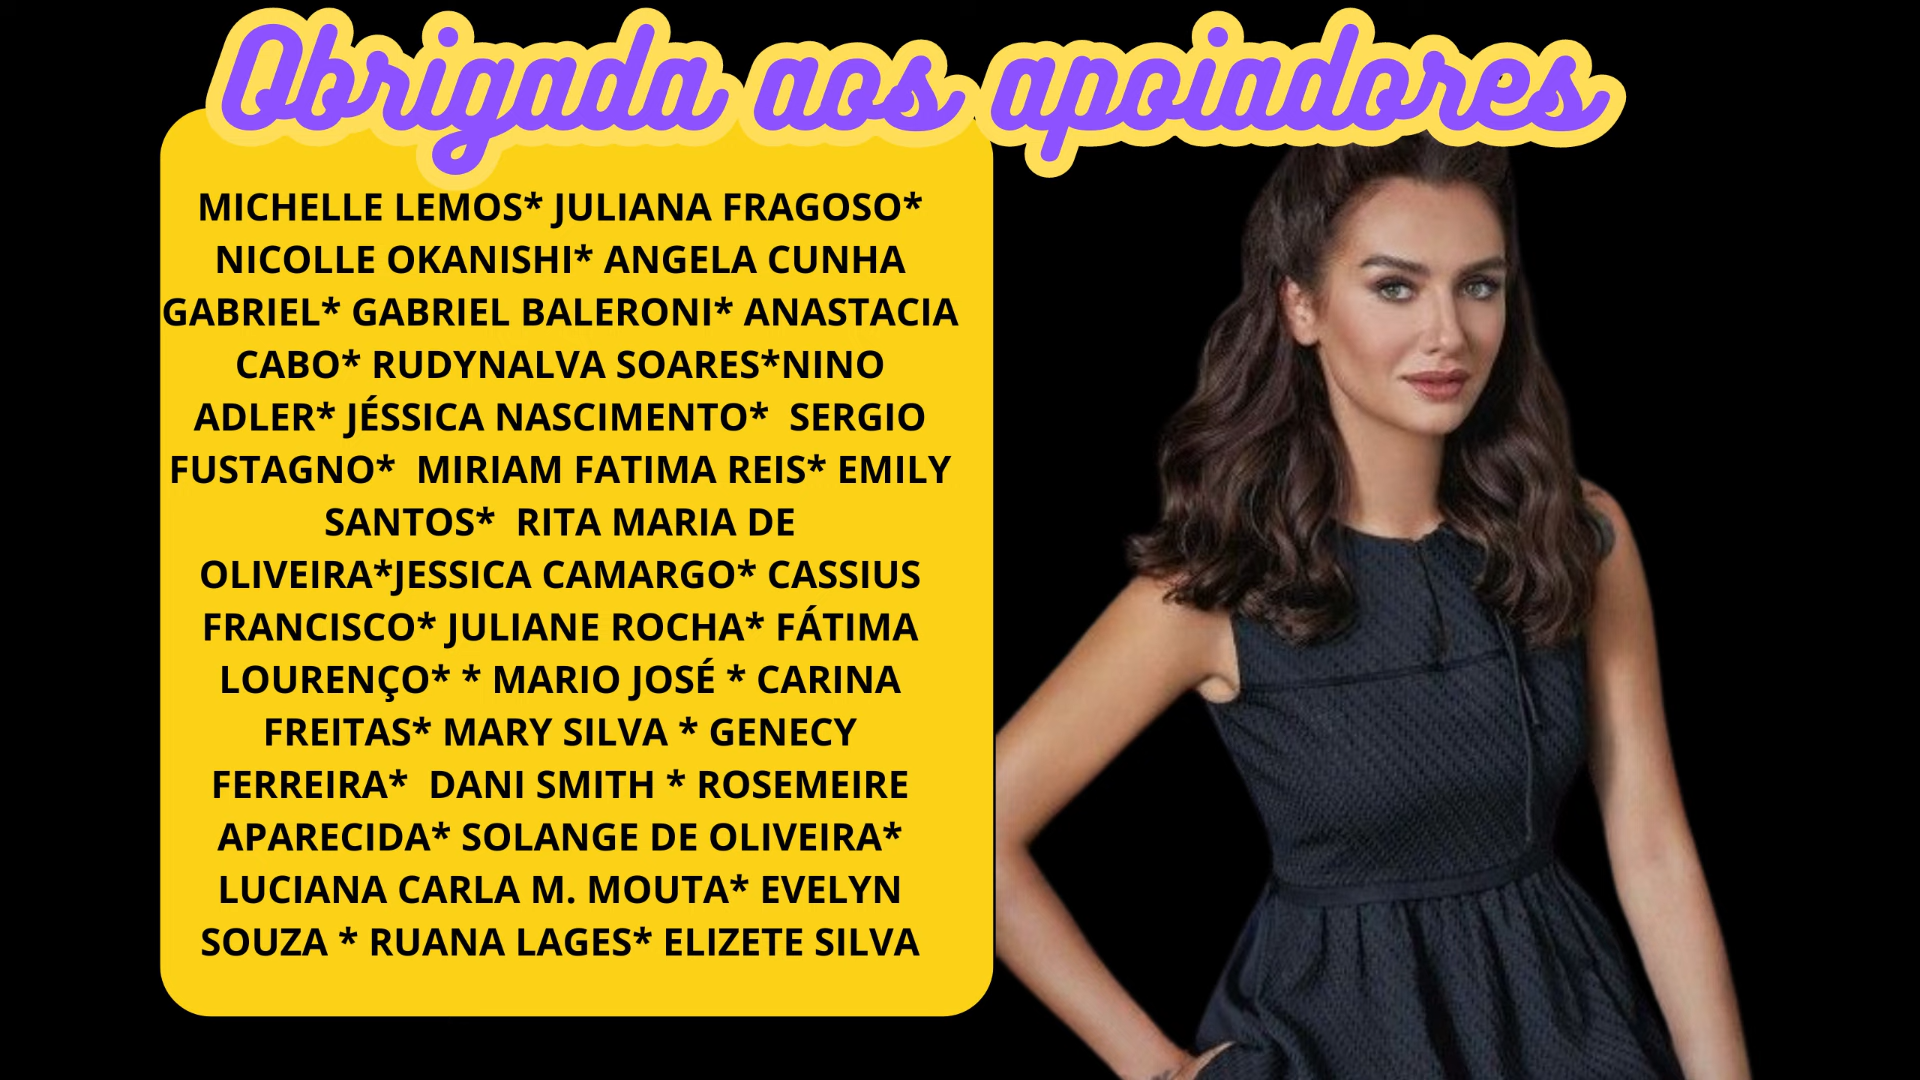 Obrigada aos apoiadores
MICHELLE LEMOS* JULIANA FRAGOSO*
NICOLLE OKANISHI* ANGELA CUNHA
GABRIEL* GABRIEL BALERONI* ANASTACIA
CABO* RUDYNALVA SOARES*NINO
ADLER* JÉSSICA NASCIMENTO*  SERGIO
FUSTAGNO*  MIRIAM FATIMA REIS* EMILY
SANTOS*  RITA MARIA DE
OLIVEIRA*JESSICA CAMARGO* CASSIUS
FRANCISCO* JULIANE ROCHA* FÁTIMA
LOURENÇO* * MARIO JOSÉ * CARINA
FREITAS* MARY SILVA * GENECY
FERREIRA*  DANI SMITH * ROSEMEIRE
APARECIDA* SOLANGE DE OLIVEIRA*
LUCIANA CARLA M. MOUTA* EVELYN
SOUZA * RUANA LAGES* ELIZETE SILVA